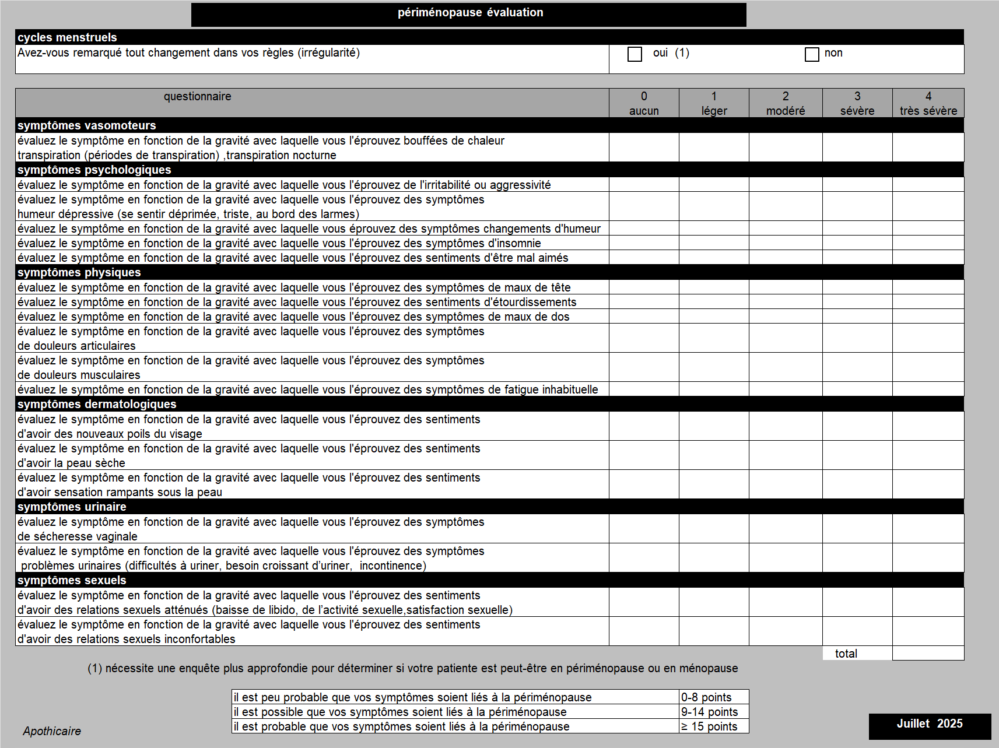 périménopause évaluation
cycles menstruels
Avez-vous remarqué tout changement dans vos règles (irrégularité) oui (1) non
questionnaire 0 1 2 3 4
aucun léger modéré sévère très sévère
symptômes vasomoteurs
évaluez le symptôme en fonction de la gravité avec laquelle vous l'éprouvez bouffées de chaleur
transpiration (périodes de transpiration) ,transpiration nocturne
symptômes psychologiques
évaluez le symptôme en fonction de la gravité avec laquelle vous l'éprouvez de l'irritabilité ou aggressivité
évaluez le symptôme en fonction de la gravité avec laquelle vous l'éprouvez des symptômes
humeur dépressive (se sentir déprimée, triste, au bord des larmes)
évaluez le symptôme en fonction de la gravité avec laquelle vous éprouvez des symptômes changements d'humeur
évaluez le symptôme en fonction de la gravité avec laquelle vous l'éprouvez des symptômes d'insomnie
évaluez le symptôme en fonction de la gravité avec laquelle vous l'éprouvez des sentiments d'être mal aimés
symptômes physiques
évaluez le symptôme en fonction de la gravité avec laquelle vous l'éprouvez des symptômes de maux de tête
évaluez le symptôme en fonction de la gravité avec laquelle vous l'éprouvez des sentiments d'étourdissements
évaluez le symptôme en fonction de la gravité avec laquelle vous l'éprouvez des symptômes de maux de dos
évaluez le symptôme en fonction de la gravité avec laquelle vous l'éprouvez des symptômes
de douleurs articulaires
évaluez le symptôme en fonction de la gravité avec laquelle vous l'éprouvez des symptômes
de douleurs musculaires
évaluez le symptôme en fonction de la gravité avec laquelle vous l'éprouvez des symptômes de fatigue inhabituelle
symptômes dermatologiques
évaluez le symptôme en fonction de la gravité avec laquelle vous l'éprouvez des sentiments
d'avoir des nouveaux poils du visage
évaluez le symptôme en fonction de la gravité avec laquelle vous l'éprouvez des sentiments
d'avoir la peau sèche
évaluez le symptôme en fonction de la gravité avec laquelle vous l'éprouvez des sentiments
d'avoir sensation rampants sous la peau
symptômes urinaire
évaluez le symptôme en fonction de la gravité avec laquelle vous l'éprouvez des symptômes
de sécheresse vaginale
évaluez le symptôme en fonction de la gravité avec laquelle vous l'éprouvez des symptômes
problèmes urinaires (difficultés à uriner, besoin croissant d’uriner, incontinence)
symptômes sexuels
évaluez le symptôme en fonction de la gravité avec laquelle vous l'éprouvez des sentiments
d'avoir des relations sexuels atténués (baisse de libido, de l’activité sexuelle,satisfaction sexuelle)
évaluez le symptôme en fonction de la gravité avec laquelle vous l'éprouvez des sentiments
d'avoir des relations sexuels inconfortables
total
(1) nécessite une enquête plus approfondie pour déterminer si votre patiente est peut-être en périménopause ou en ménopause
il est peu probable que vos symptômes soient liés à la périménopause 0-8 points
il est possible que vos symptômes soient liés à la périménopause 9-14 points
il est probable que vos symptômes soient liés à la périménopause ≥ 15 points
Apothicaire
Juillet 2025